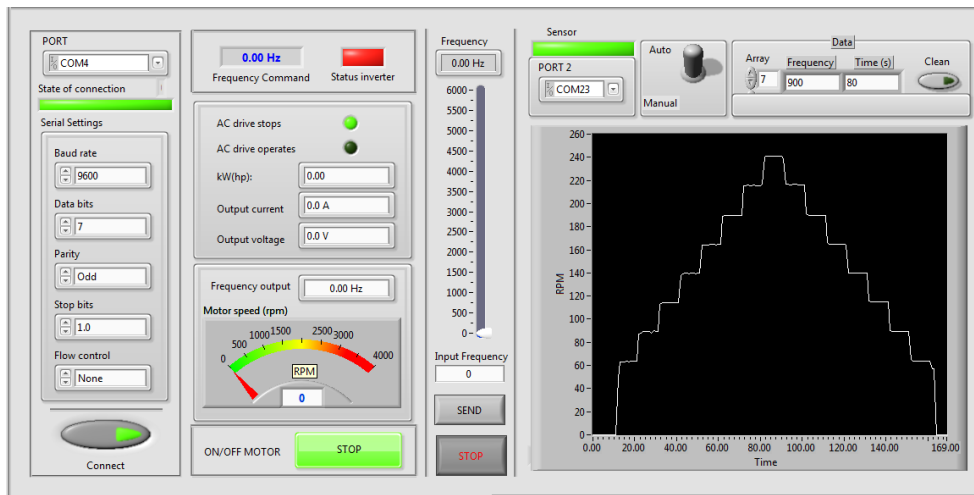 PORT
COM4
State of connection
Serial Settings
Baud rate
9600
Data bits
7
Parity
Odd
Stop bits
1.0
Flow control
None
Connect
0.00 Hz
Frequency Command
Status inverter
AC drive stops
AC drive operates
kW(hp):
0.00
Output current
0.0 A
Output voltage
0.0 V
Frequency output
0.00 Hz
Motor speed (rpm)
0
500
1000
1500
2500
3000
4000
RPM
0
ON/OFF MOTOR
STOP
Frequency
0.00 Hz
6000
5500
5000
4500
4000
3500
3000
2500
2000
1500
1000
500
0
Input Frequency
0
SEND
STOP
Sensor
PORT 2
COM23
Auto
Manual
Data
Array
Frequency
Time (s)
Clean
7
900
80
260
240
220
200
180
160
140
120
100
80
60
40
20
0
RPM
0.00
20.00
40.00
60.00
80.00
100.00
120.00
140.00
169.00
Time